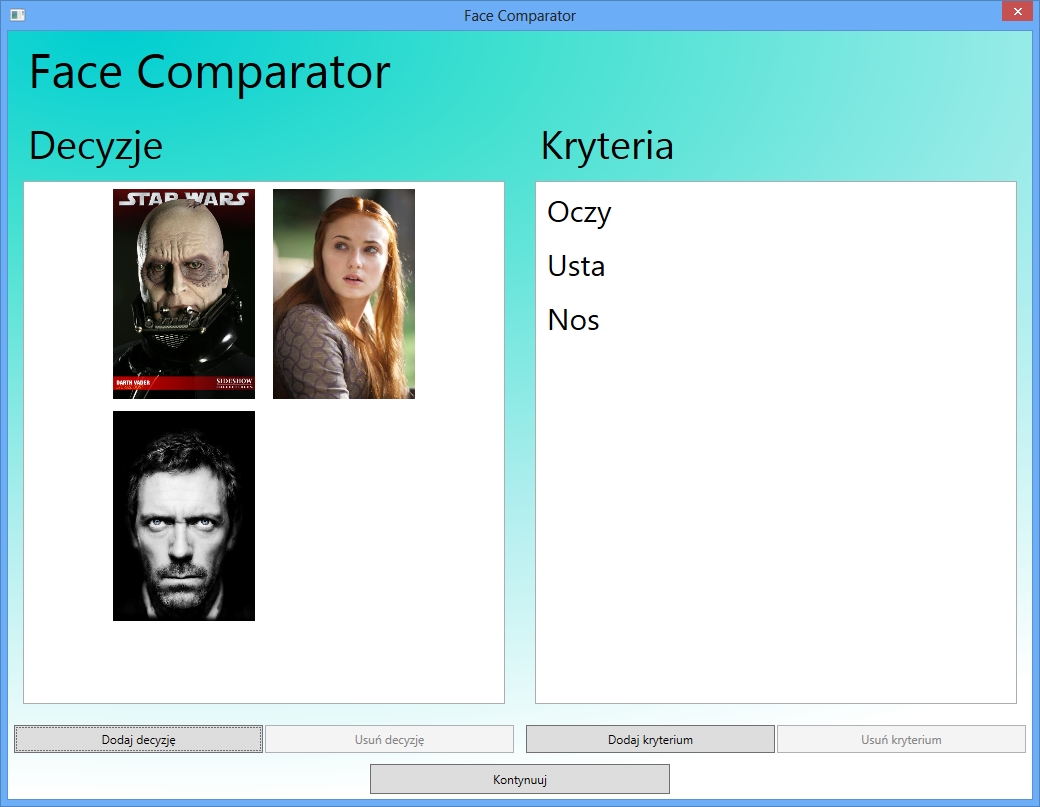 Face Comparator
Face Comparator
Decyzje
Kryteria
STAR WARS
DARTH VADER
SIDESHOW
Oczy
Usta
Nos
Dodaj decyzję
Usuń decyzję
Dodaj kryterium
Usuń kryterium
Kontynuuj